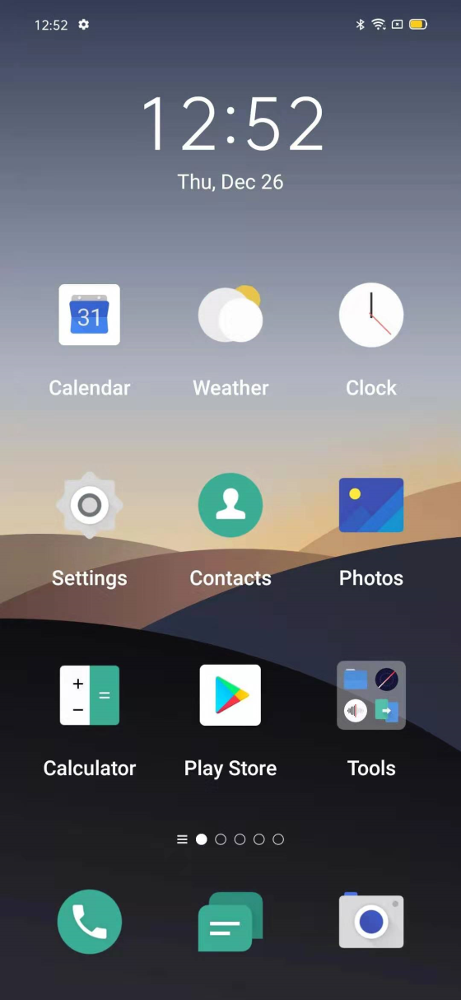 12:52
12:52
Thu, Dec 26
31
Calendar
Weather
Clock
Settings
Contacts
Photos
+
−
=
Calculator
Play Store
Tools